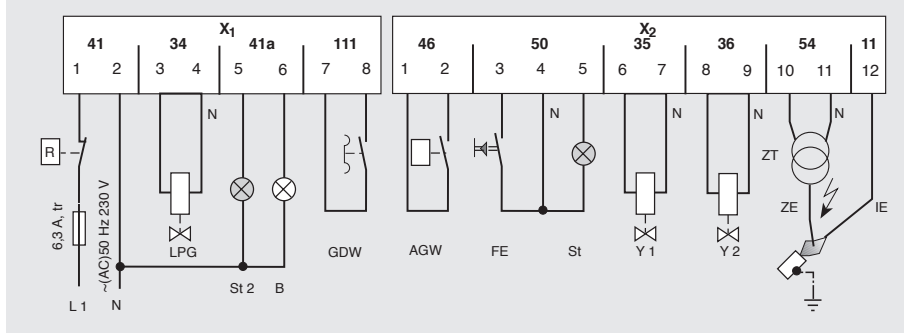 X1 X2
41 34 41a 111 46 50 35 36 54 11
1 2 3 4 5 6 7 8 1 2 3 4 5 6 7 8 9 10 11 12
N N N N N
R
ZT
6,3 A, tr
~(AC)50 Hz 230 V
ZE IE
LPG GDW AGW FE St Y 1 Y 2
St 2 B
L 1 N